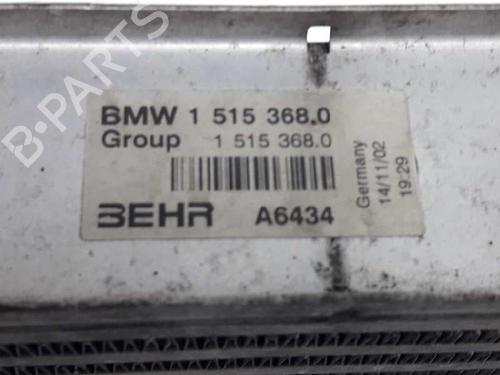 BMW 1 515 368.0
Group 1 515 368.0
BEHR A6434
Germany
14/11/02
19:29
B-PARTS